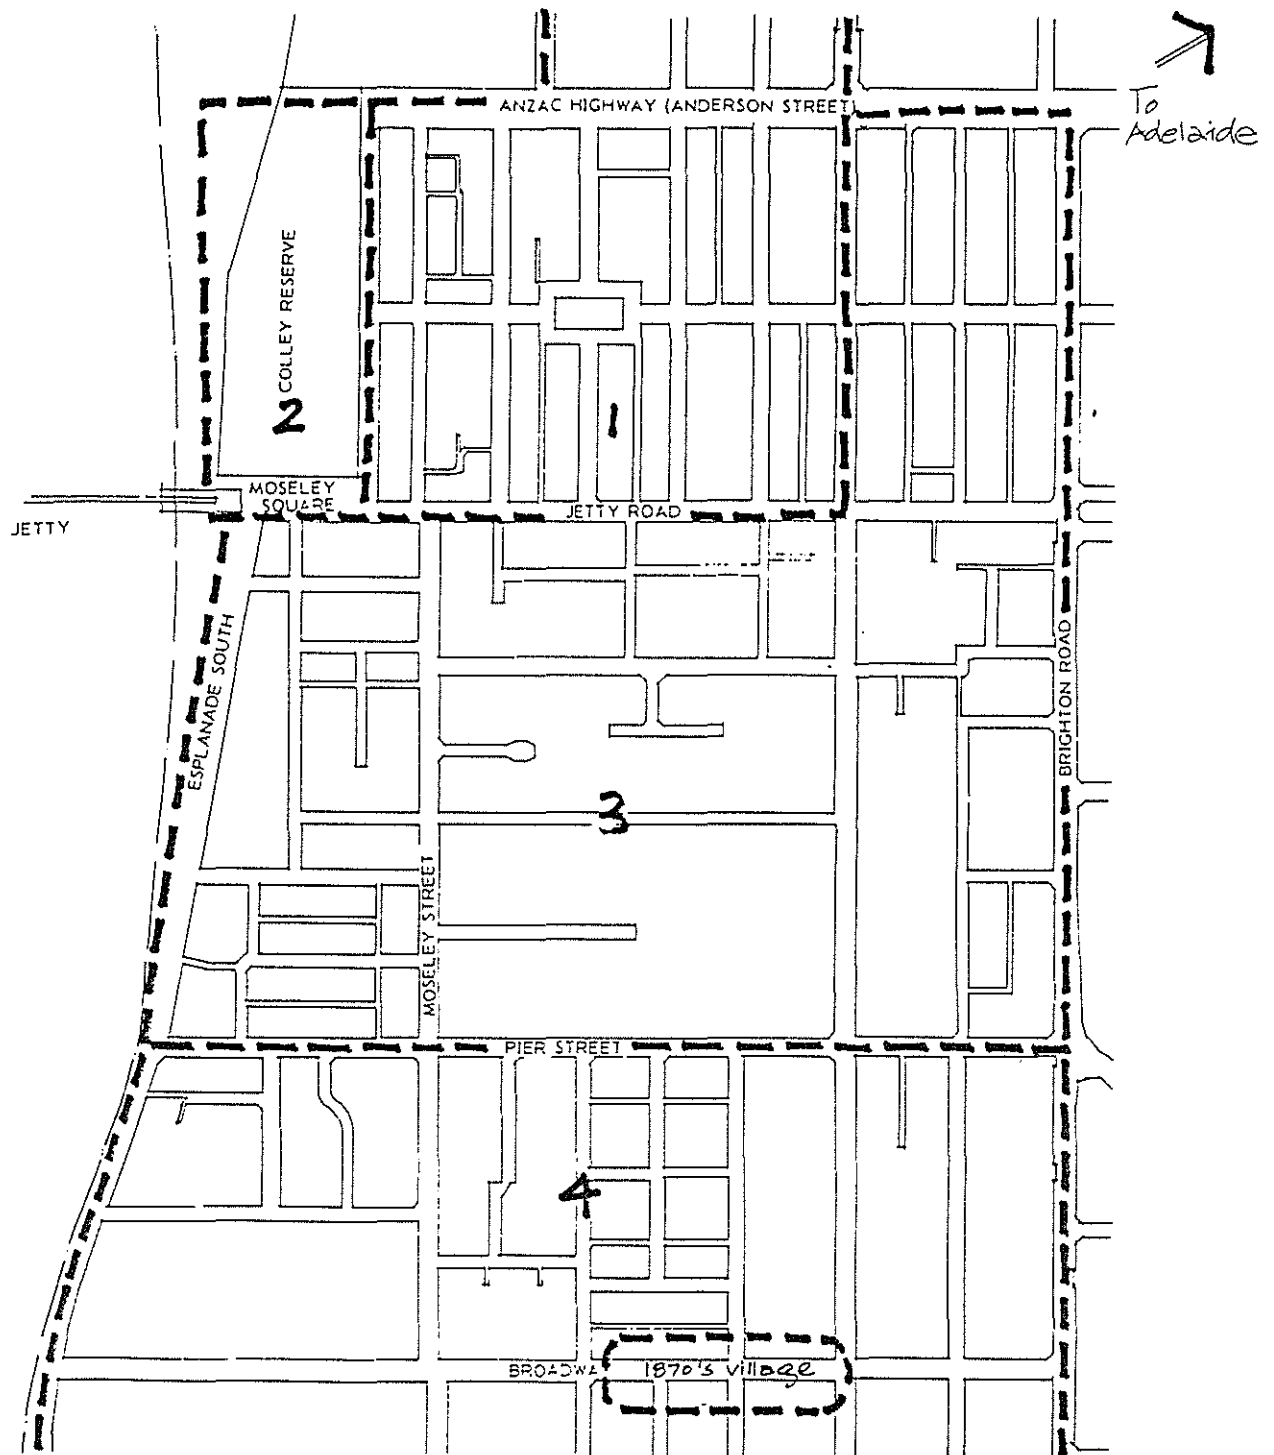 ANZAC HIGHWAY (ANDERSON STREET)
To
Adelaide
COLLEY RESERVE
2
1
MOSELEY
SQUARE
JETTY ROAD
JETTY
ESPLANADE SOUTH
BRIGHTON ROAD
3
MOSELEY STREET
PIER STREET
4
BROADWA
1870's village